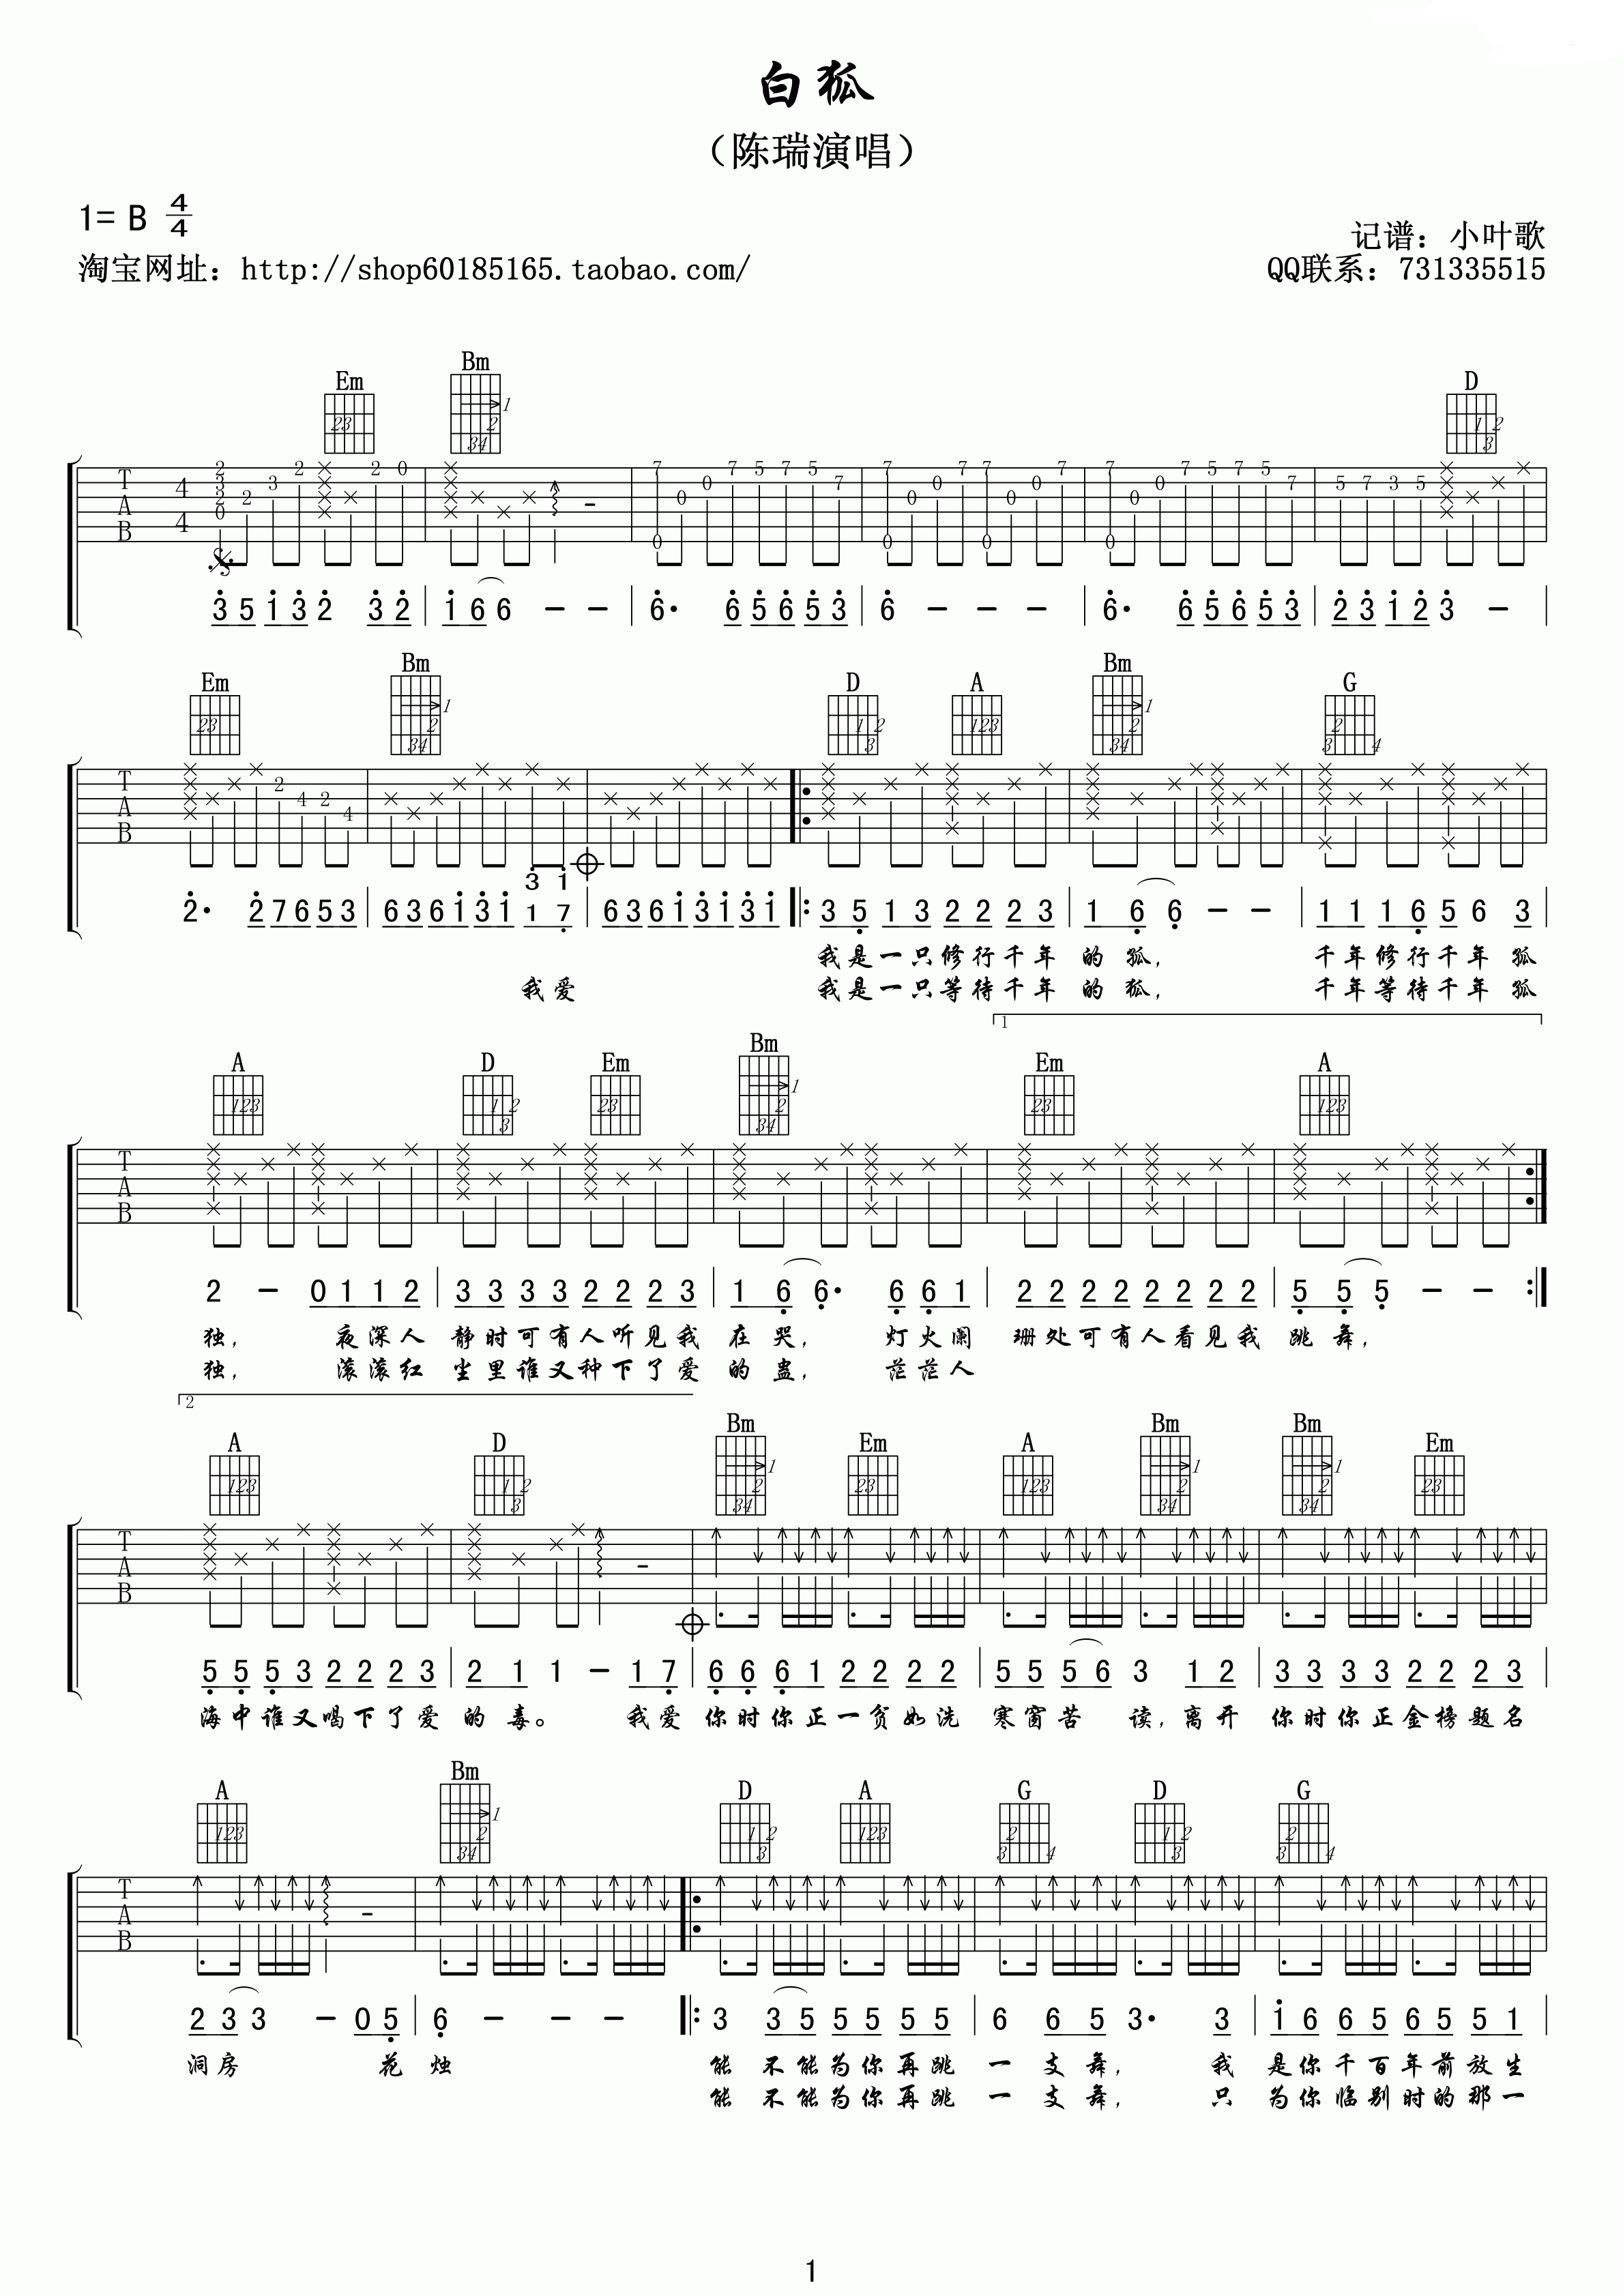 白狐
（陈瑞演唱）
1= B 4/4
记谱：小叶歌
淘宝网址：http://shop60185165.taobao.com/
QQ联系：731335515
Em Bm D
3 5 1 3 2 3 2 1 6 6 - - 6· 6 5 6 5 3 6 - - - 6· 6 5 6 5 3 2 3 1 2 3 -
Em Bm D A Bm G
3 1
2· 2 7 6 5 3 6 3 6 1 3 1 1 7 6 3 6 1 3 1 3 1 3 5 1 3 2 2 2 3 1 6 6 - - 1 1 1 6 5 6 3
我是一只修行千年 的 狐， 千年修行千年 孤
我爱 我是一只等待千年 的 狐， 千年等待千年 孤
1
A D Em Bm Em A
2 - 0 1 1 2 3 3 3 3 2 2 2 3 1 6 6· 6 6 1 2 2 2 2 2 2 2 2 5 5 5 - -
独， 夜深人 静时可有人听见我 在 哭， 灯火阑 珊处可有人看见我 跳 舞，
独， 滚滚红 尘里谁又种下了爱 的 蛊， 茫茫人
2
A D Bm Em A Bm Bm Em
5 5 5 3 2 2 2 3 2 1 1 - 1 7 6 6 6 1 2 2 2 2 5 5 5 6 3 1 2 3 3 3 3 2 2 2 3
海中谁又喝下了爱 的 毒。 我爱 你时你正一贫如洗 寒窗苦 读，离开 你时你正金榜题名
A Bm D A G D G
2 3 3 - 0 5 6 - - - 3 3 5 5 5 5 5 6 6 5 3· 3 1 6 6 5 6 5 5 1
洞房 花 烛 能 不能为你再跳 一 支 舞， 我 是你千百年前放生
能 不能为你再跳 一 支 舞， 只 为你临别时的那一
1